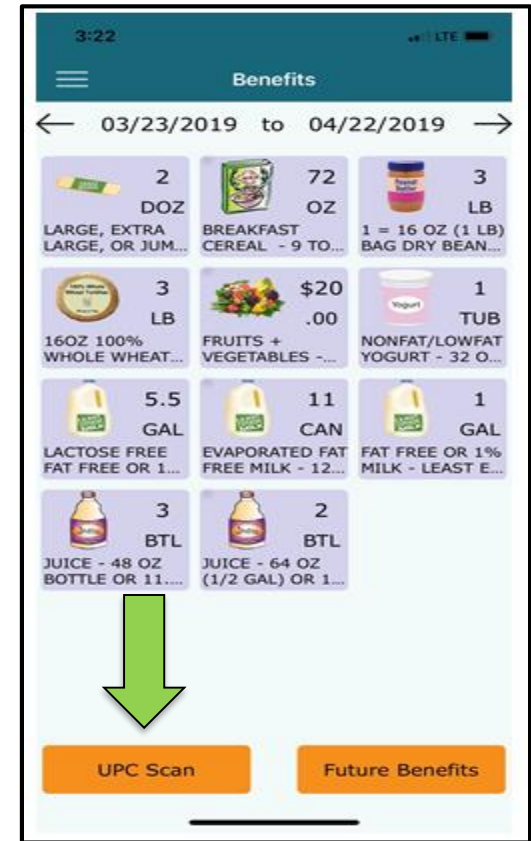 3:22 LTE
Benefits
03/23/2019 to 04/22/2019
2
DOZ
LARGE, EXTRA
LARGE, OR JUM...
72
OZ
BREAKFAST
CEREAL - 9 TO...
Peanut
Butter
3
LB
1 = 16 OZ (1 LB)
BAG DRY BEAN...
3
LB
16OZ 100%
WHOLE WHEAT...
$20
.00
FRUITS +
VEGETABLES -...
Yogurt
1
TUB
NONFAT/LOWFAT
YOGURT - 32 O...
5.5
GAL
LACTOSE FREE
FAT FREE OR 1...
11
CAN
EVAPORATED FAT
FREE MILK - 12...
1
GAL
FAT FREE OR 1%
MILK - LEAST E...
3
BTL
JUICE - 48 OZ
BOTTLE OR 11....
2
BTL
JUICE - 64 OZ
(1/2 GAL) OR 1...
UPC Scan
Future Benefits